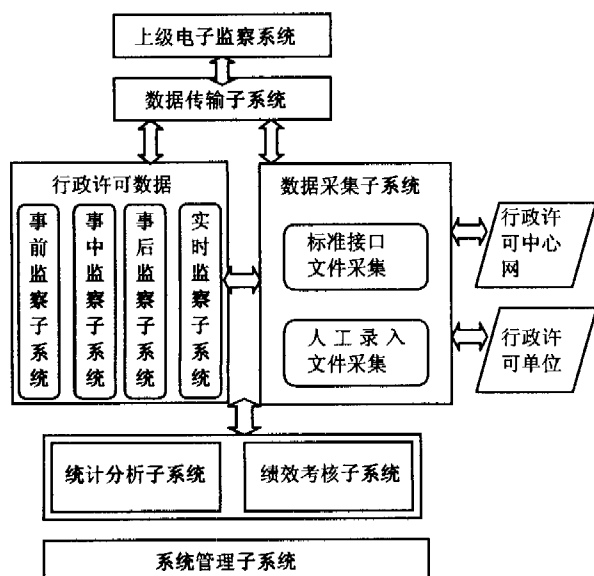 上级电子监察系统
数据传输子系统
行政许可数据
事前监察子系统
事中监察子系统
事后监察子系统
实时监察子系统
数据采集子系统
标准接口
文件采集
人工录入
文件采集
行政许
可中心
网
行政许
可单位
统计分析子系统
绩效考核子系统
系统管理子系统